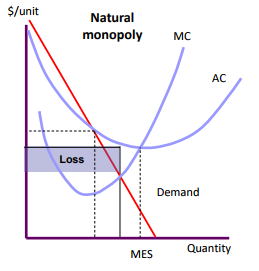 $/unit
Natural
monopoly
MC
AC
Loss
Demand
Quantity
MES